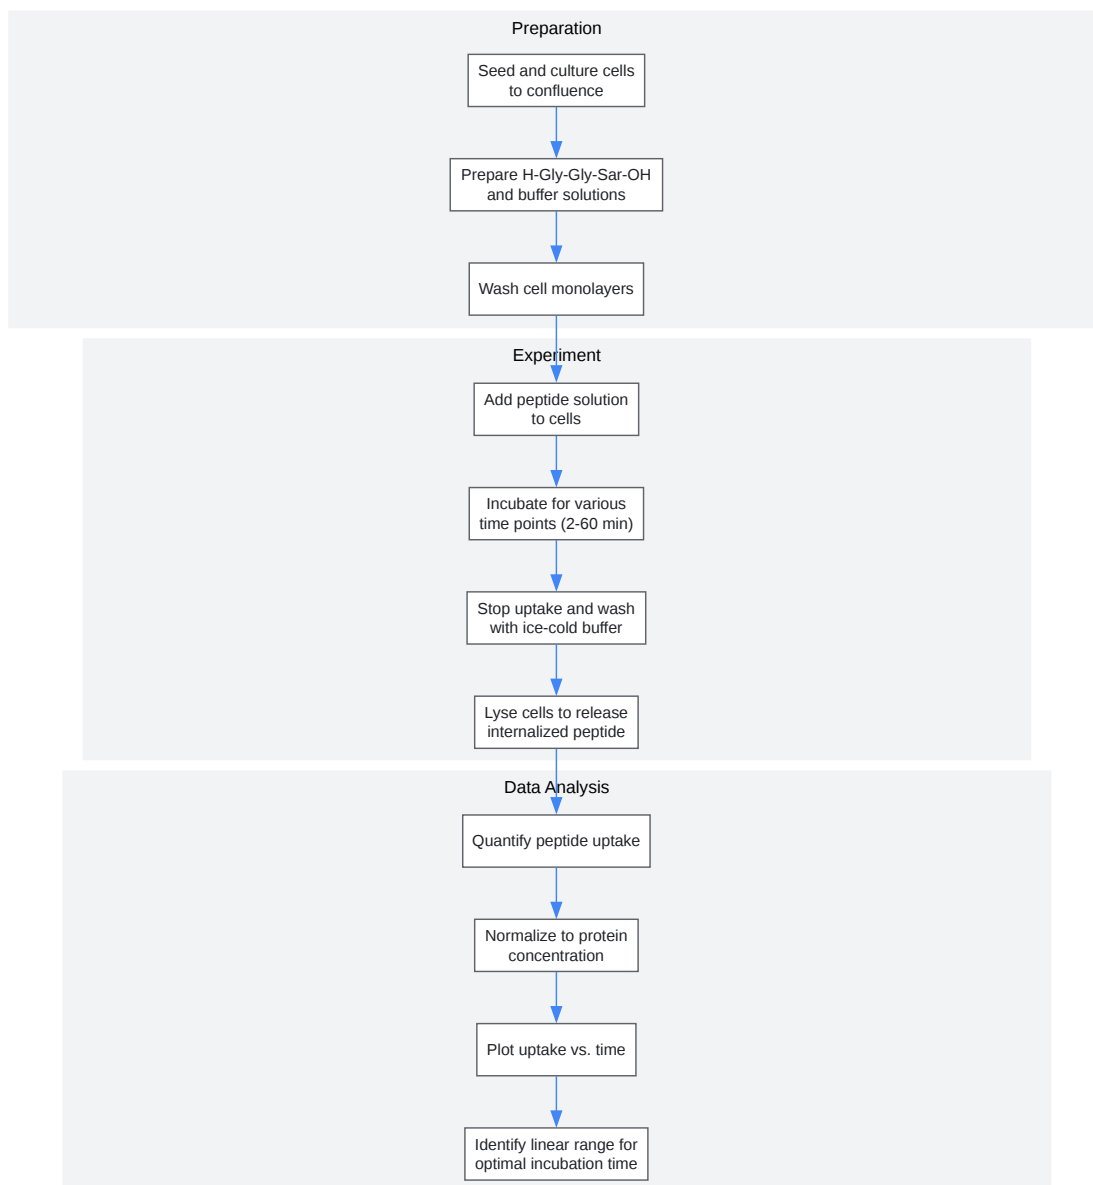 Preparation
Seed and culture cells
to confluence
Prepare H-Gly-Gly-Sar-OH
and buffer solutions
Wash cell monolayers
Experiment
Add peptide solution
to cells
Incubate for various
time points (2-60 min)
Stop uptake and wash
with ice-cold buffer
Lyse cells to release
internalized peptide
Data Analysis
Quantify peptide uptake
Normalize to protein
concentration
Plot uptake vs. time
Identify linear range for
optimal incubation time